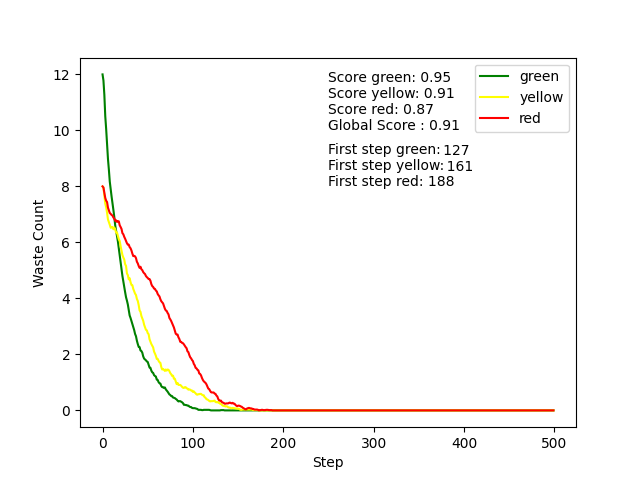 Score green: 0.95
Score yellow: 0.91
Score red: 0.87
Global Score : 0.91
First step green: 127
First step yellow: 161
First step red: 188
green
yellow
red
12
10
8
6
4
2
0
Waste Count
0 100 200 300 400 500
Step